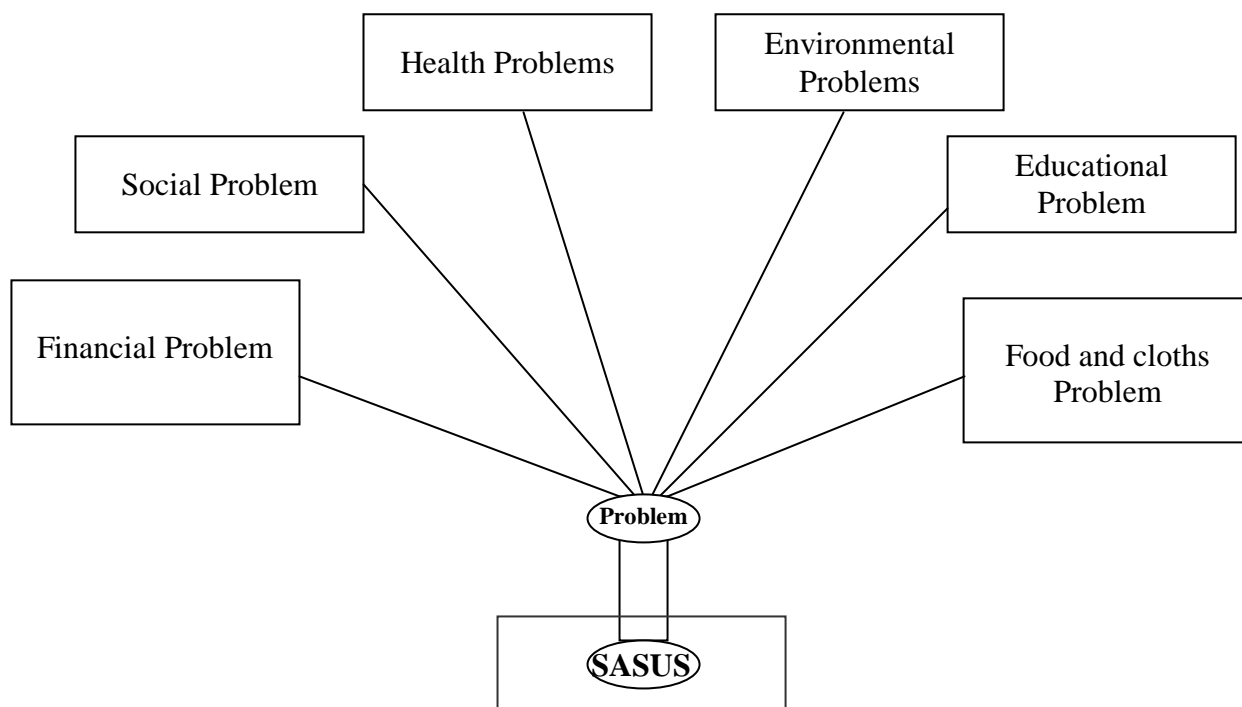 Health Problems
Environmental
Problems
Social Problem
Educational
Problem
Financial Problem
Food and cloths
Problem
Problem
SASUS